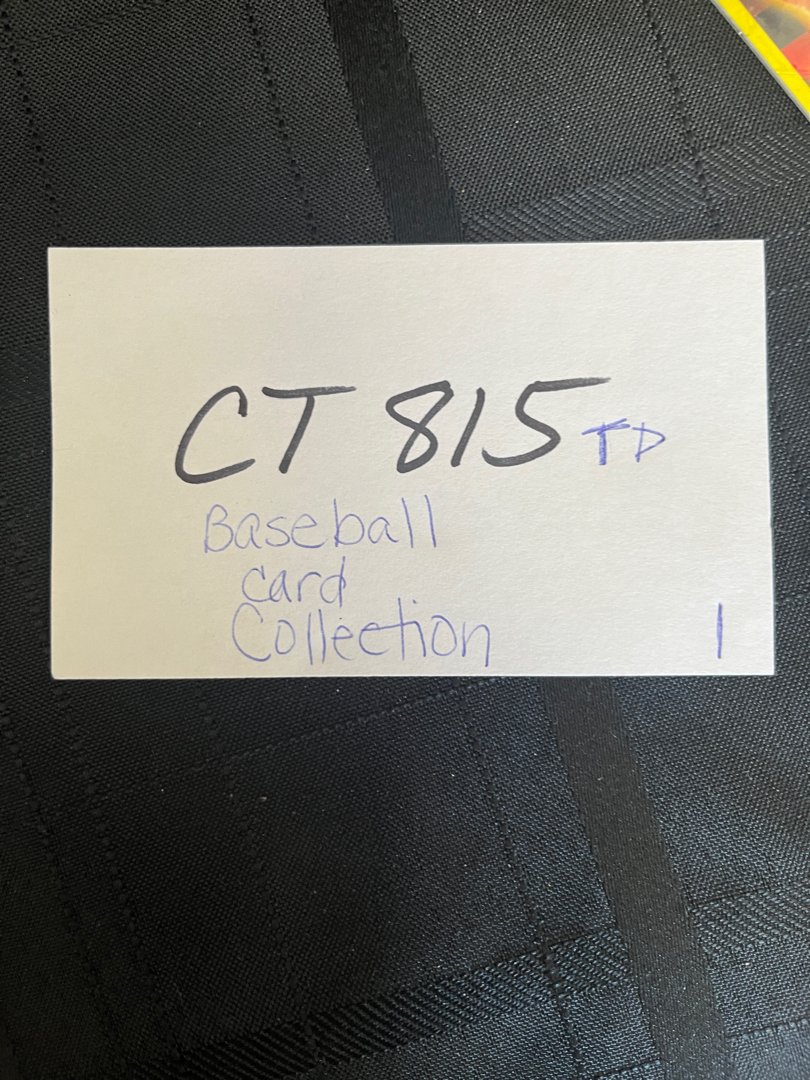 CT 815 TD
Baseball
card
Collection
1